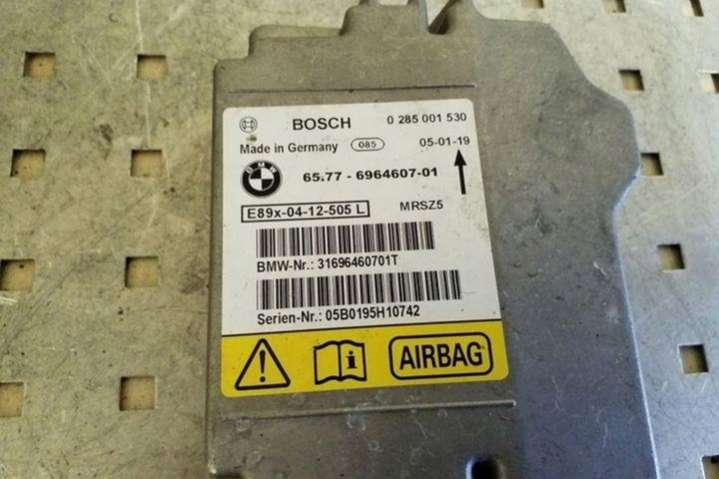 BOSCH 0 285 001 530
Made in Germany 085 05-01-19
BMW 65.77 - 6964607-01
E89x-04-12-505 L MRSZ5
BMW-Nr.: 31696460701T
Serien-Nr.: 05B0195H10742
AIRBAG